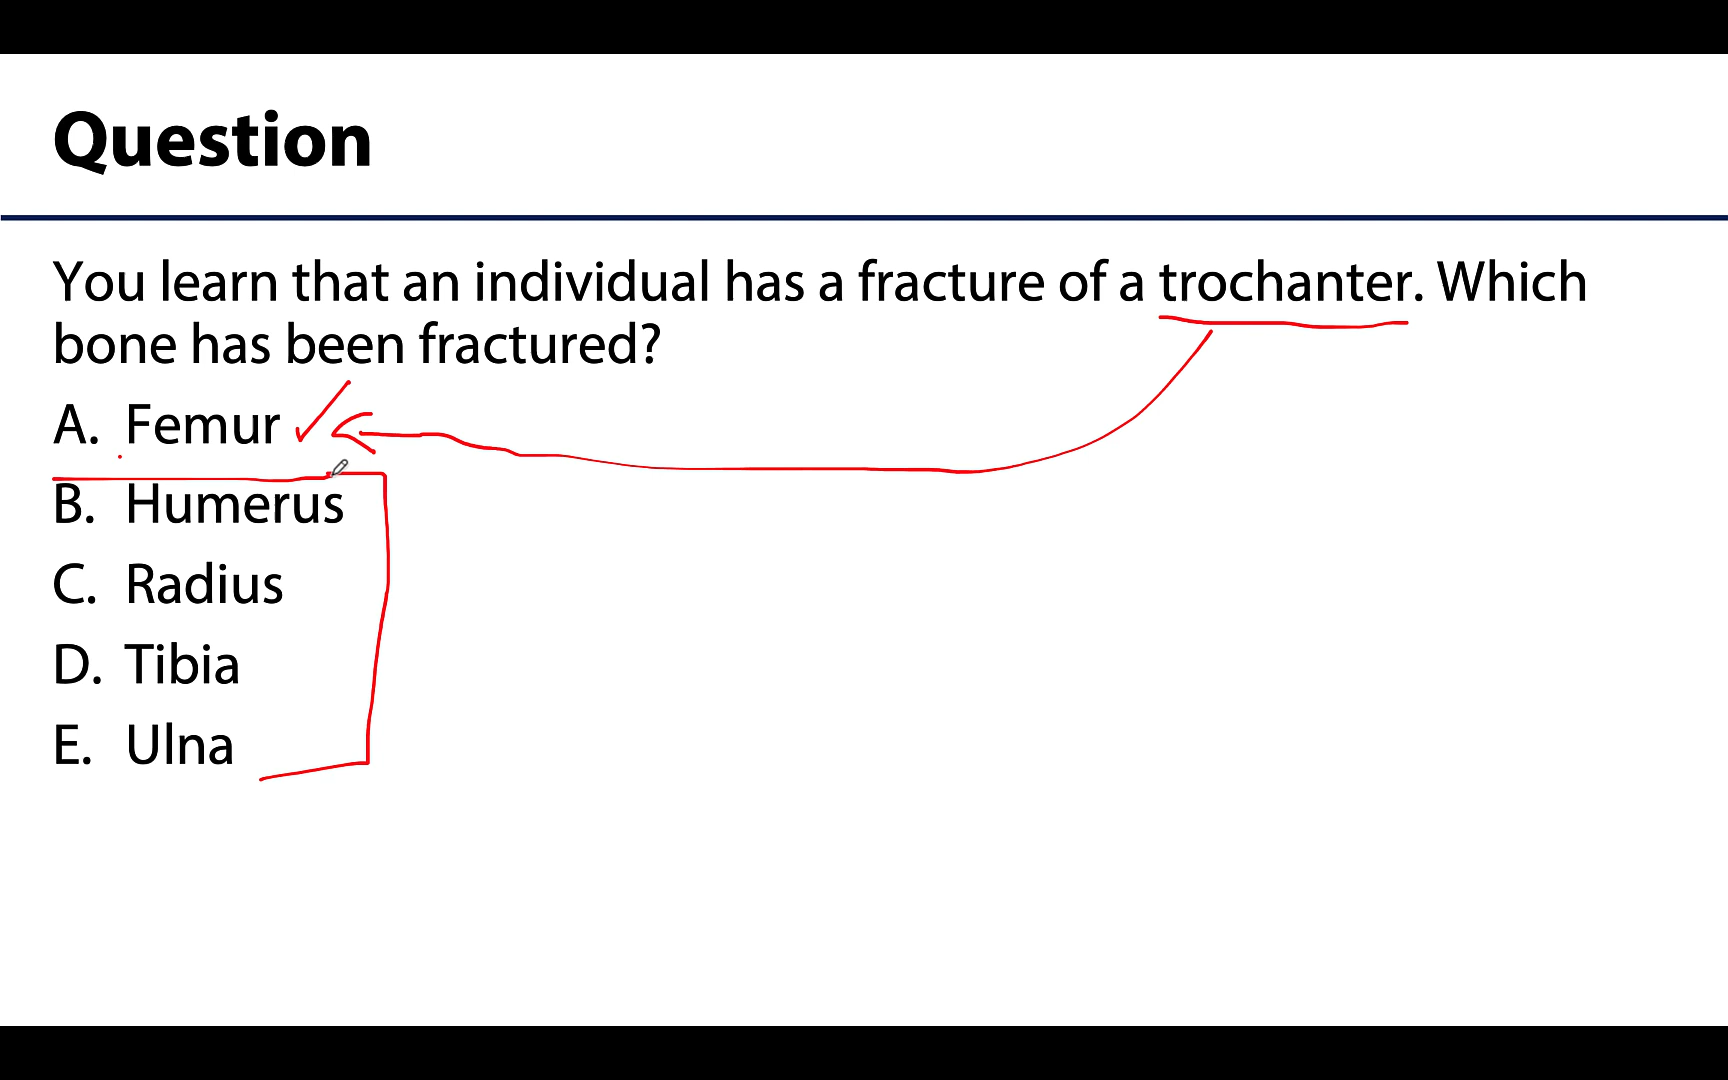 Question
You learn that an individual has a fracture of a trochanter. Which
bone has been fractured?
A. Femur
B. Humerus
C. Radius
D. Tibia
E. Ulna